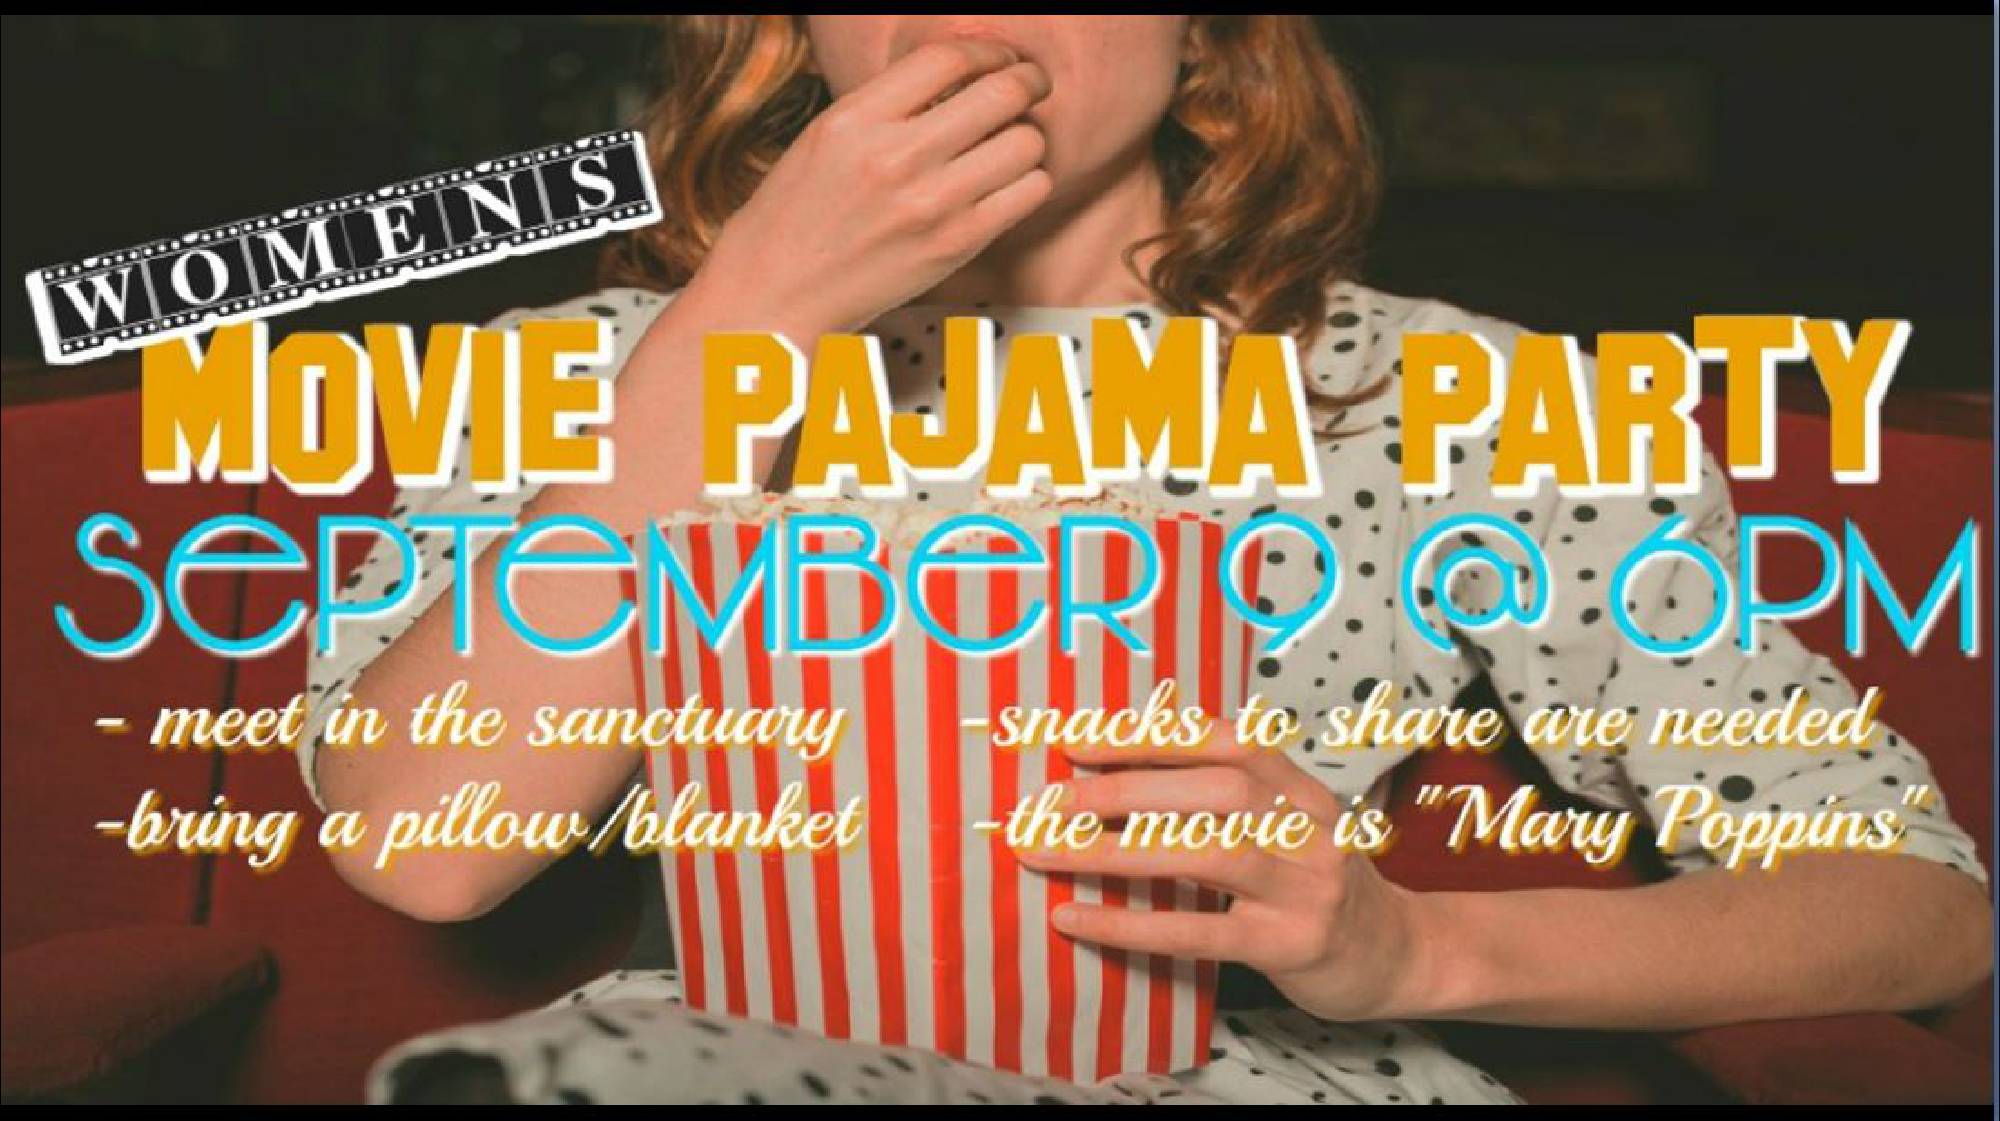 WOMENS
MOVIE PAJAMA PARTY
SEPTEMBER 9 @ 6PM
- meet in the sanctuary
-bring a pillow/blanket
-snacks to share are needed
-the movie is "Mary Poppins"